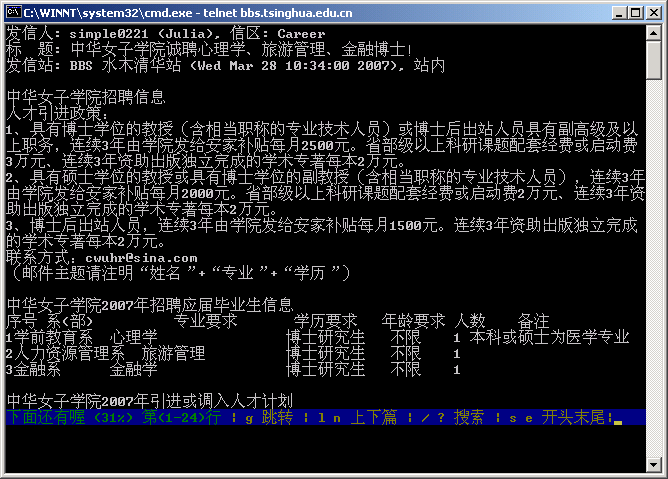 C:\WINNT\system32\cmd.exe - telnet bbs.tsinghua.edu.cn
发信人: simple0221 (Julia), 信区: Career
标  题: 中华女子学院诚聘心理学、旅游管理、金融博士!
发信站: BBS 水木清华站 (Wed Mar 28 10:34:00 2007), 站内
中华女子学院招聘信息
人才引进政策:
1、具有博士学位的教授（含相当职称的专业技术人员）或博士后出站人员具有副高级及以
上职务，连续3年由学院发给安家补贴每月2500元。省部级以上科研课题配套经费或启动费
3万元、连续3年资助出版独立完成的学术专著每本2万元。
2、具有硕士学位的教授或具有博士学位的副教授（含相当职称的专业技术人员），连续3年
由学院发给安家补贴每月2000元。省部级以上科研课题配套经费或启动费2万元、连续3年资
助出版独立完成的学术专著每本2万元。
3、博士后出站人员，连续3年由学院发给安家补贴每月1500元。连续3年资助出版独立完成
的学术专著每本2万元。
联系方式: cwuhr@sina.com
（邮件主题请注明“姓名”+“专业”+“学历”）
中华女子学院2007年招聘应届毕业生信息
序号 系(部) 专业要求 学历要求 年龄要求 人数 备注
1学前教育系 心理学 博士研究生 不限 1 本科或硕士为医学专业
2人力资源管理系 旅游管理 博士研究生 不限 1
3金融系 金融学 博士研究生 不限 1
中华女子学院2007年引进或调入人才计划
下面还有喔 (31%) 第(1-24)行 | g 跳转 | l n 上下篇 | / ? 搜索 | s e 开头末尾|